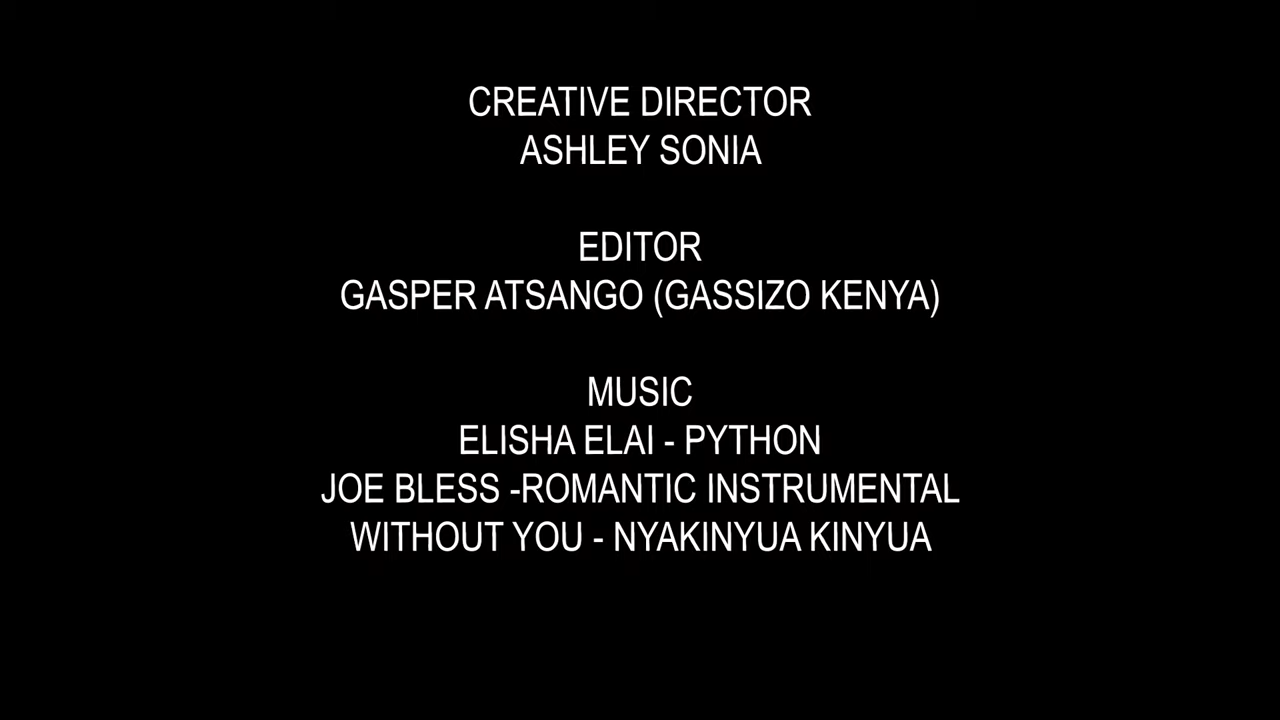 CREATIVE DIRECTOR
ASHLEY SONIA
EDITOR
GASPER ATSANGO (GASSIZO KENYA)
MUSIC
ELISHA ELAI - PYTHON
JOE BLESS -ROMANTIC INSTRUMENTAL
WITHOUT YOU - NYAKINYUA KINYUA